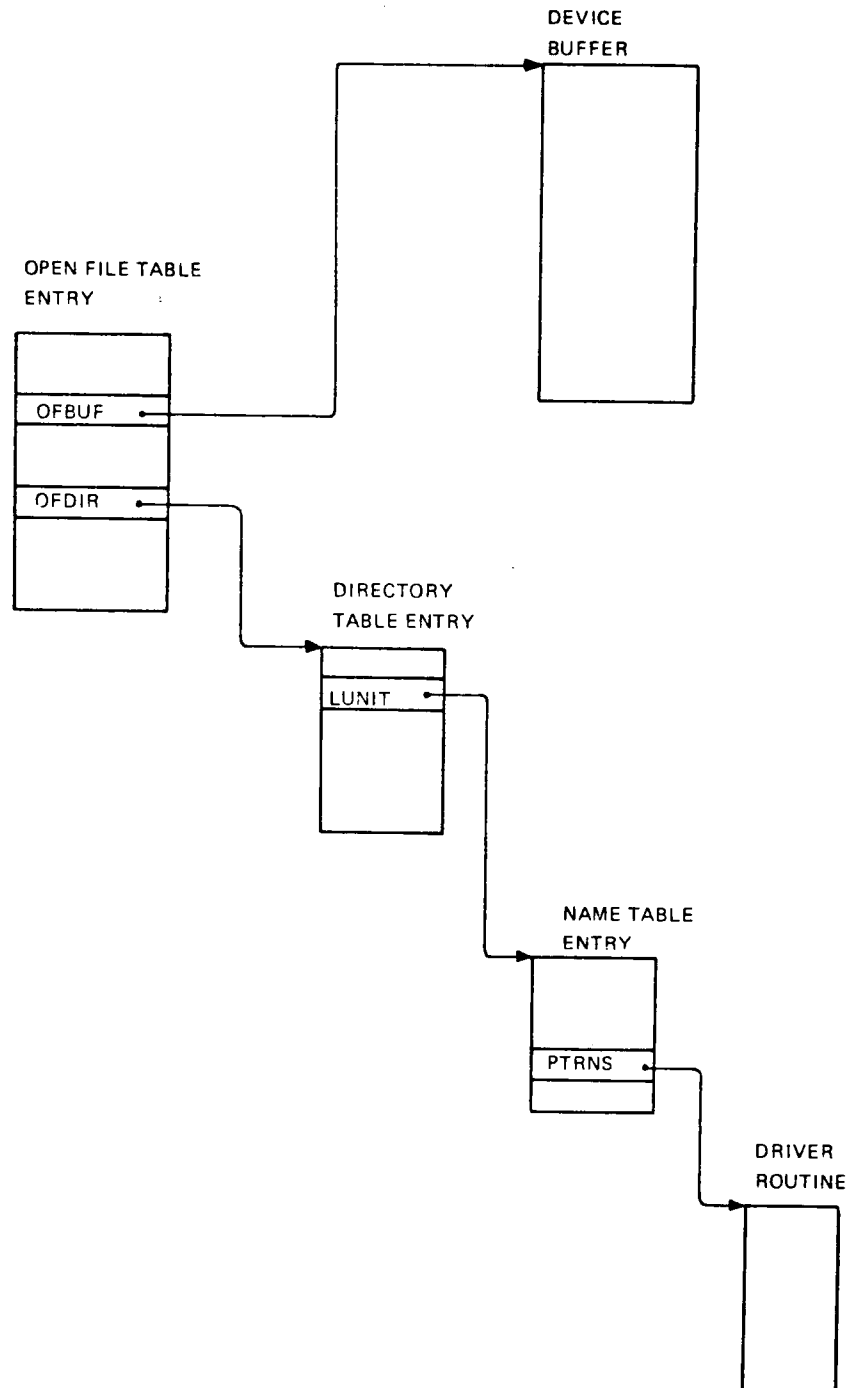 DEVICE
BUFFER
OPEN FILE TABLE
ENTRY
OFBUF
OFDIR
DIRECTORY
TABLE ENTRY
LUNIT
NAME TABLE
ENTRY
PTRNS
DRIVER
ROUTINE